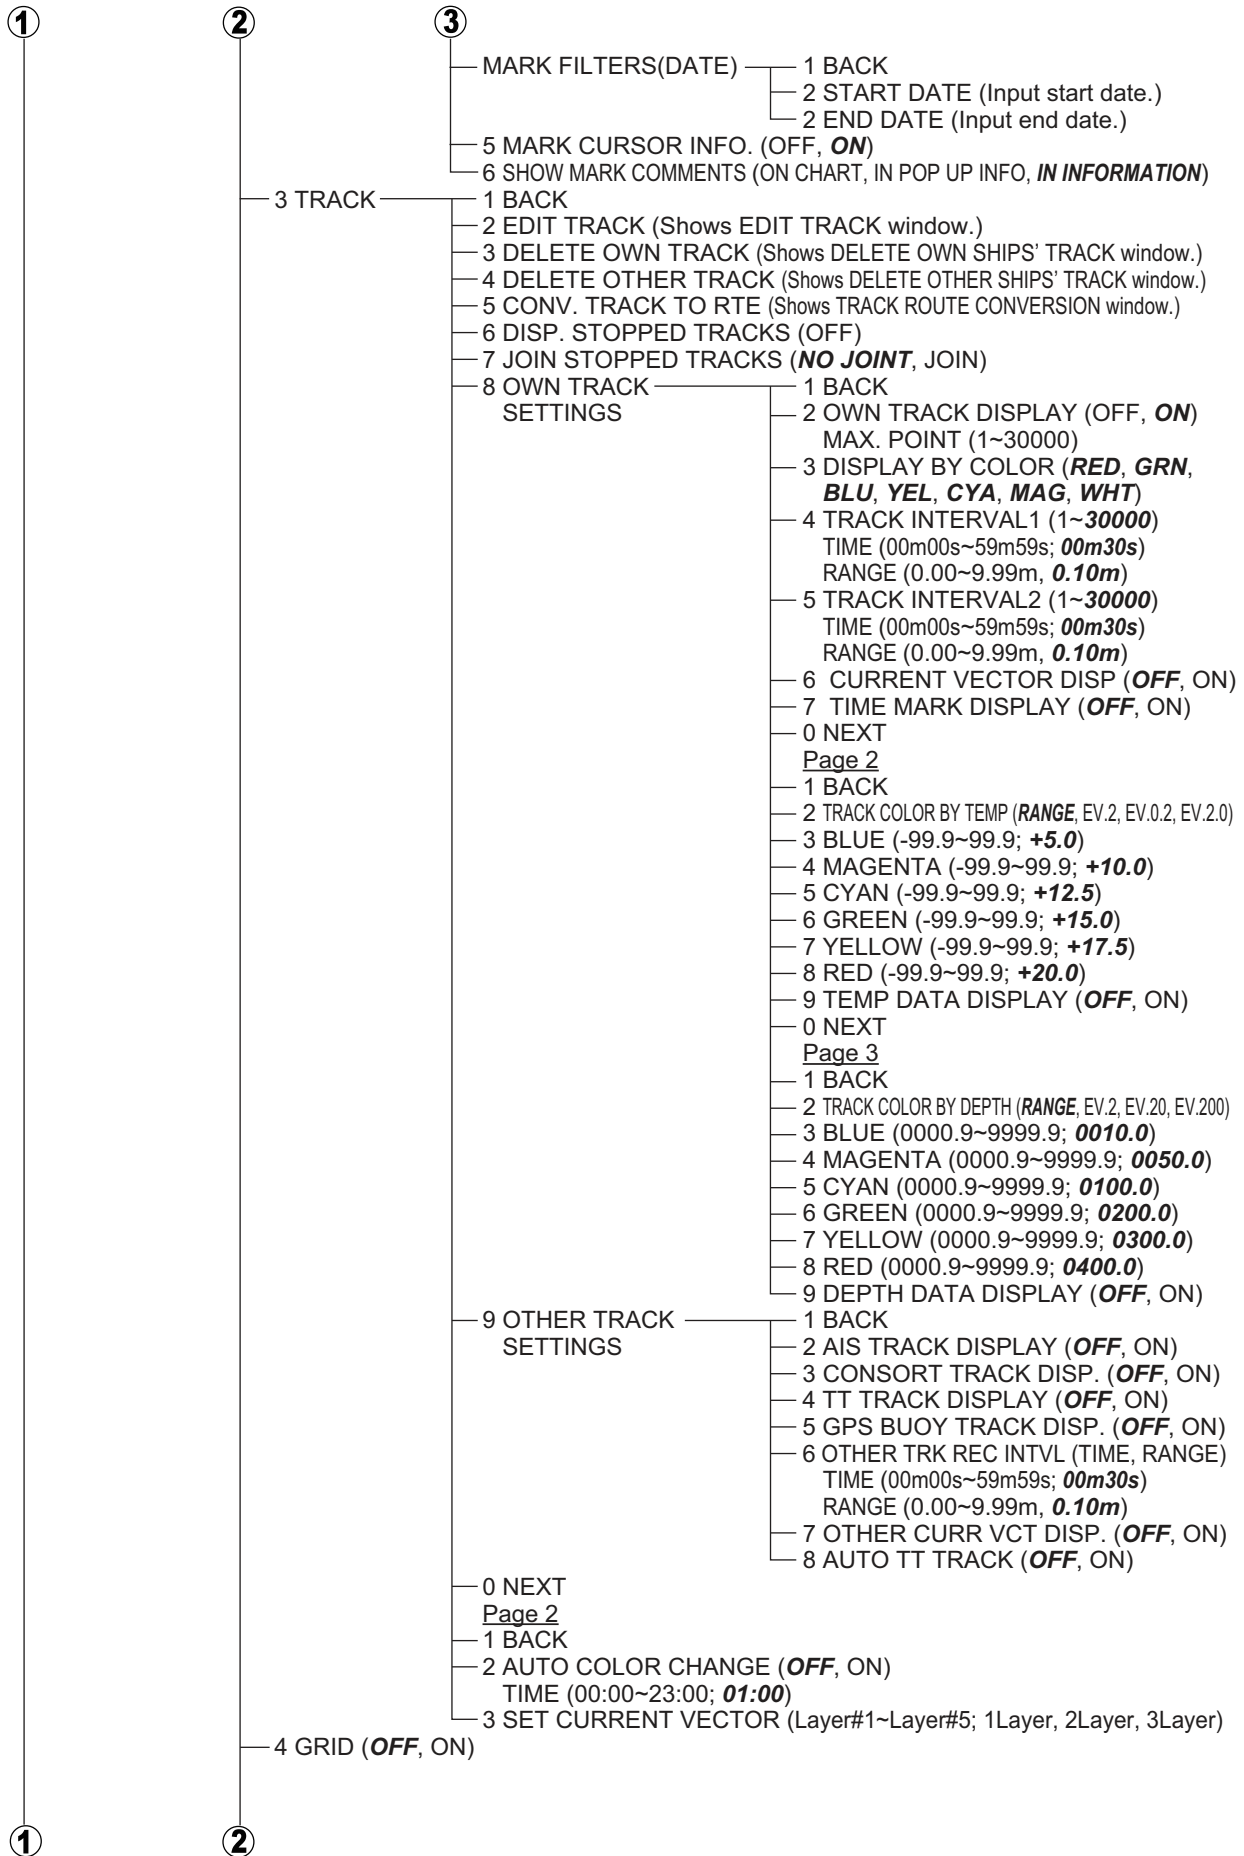 1 2 3
MARK FILTERS(DATE) 1 BACK
2 START DATE (Input start date.)
2 END DATE (Input end date.)
5 MARK CURSOR INFO. (OFF, ON)
6 SHOW MARK COMMENTS (ON CHART, IN POP UP INFO, IN INFORMATION)
3 TRACK 1 BACK
2 EDIT TRACK (Shows EDIT TRACK window.)
3 DELETE OWN TRACK (Shows DELETE OWN SHIPS’ TRACK window.)
4 DELETE OTHER TRACK (Shows DELETE OTHER SHIPS’ TRACK window.)
5 CONV. TRACK TO RTE (Shows TRACK ROUTE CONVERSION window.)
6 DISP. STOPPED TRACKS (OFF)
7 JOIN STOPPED TRACKS (NO JOINT, JOIN)
8 OWN TRACK 1 BACK
SETTINGS 2 OWN TRACK DISPLAY (OFF, ON)
MAX. POINT (1~30000)
3 DISPLAY BY COLOR (RED, GRN,
BLU, YEL, CYA, MAG, WHT)
4 TRACK INTERVAL1 (1~30000)
TIME (00m00s~59m59s; 00m30s)
RANGE (0.00~9.99m, 0.10m)
5 TRACK INTERVAL2 (1~30000)
TIME (00m00s~59m59s; 00m30s)
RANGE (0.00~9.99m, 0.10m)
6 CURRENT VECTOR DISP (OFF, ON)
7 TIME MARK DISPLAY (OFF, ON)
0 NEXT
Page 2
1 BACK
2 TRACK COLOR BY TEMP (RANGE, EV.2, EV.0.2, EV.2.0)
3 BLUE (-99.9~99.9; +5.0)
4 MAGENTA (-99.9~99.9; +10.0)
5 CYAN (-99.9~99.9; +12.5)
6 GREEN (-99.9~99.9; +15.0)
7 YELLOW (-99.9~99.9; +17.5)
8 RED (-99.9~99.9; +20.0)
9 TEMP DATA DISPLAY (OFF, ON)
0 NEXT
Page 3
1 BACK
2 TRACK COLOR BY DEPTH (RANGE, EV.2, EV.20, EV.200)
3 BLUE (0000.9~9999.9; 0010.0)
4 MAGENTA (0000.9~9999.9; 0050.0)
5 CYAN (0000.9~9999.9; 0100.0)
6 GREEN (0000.9~9999.9; 0200.0)
7 YELLOW (0000.9~9999.9; 0300.0)
8 RED (0000.9~9999.9; 0400.0)
9 DEPTH DATA DISPLAY (OFF, ON)
9 OTHER TRACK 1 BACK
SETTINGS 2 AIS TRACK DISPLAY (OFF, ON)
3 CONSORT TRACK DISP. (OFF, ON)
4 TT TRACK DISPLAY (OFF, ON)
5 GPS BUOY TRACK DISP. (OFF, ON)
6 OTHER TRK REC INTVL (TIME, RANGE)
TIME (00m00s~59m59s; 00m30s)
RANGE (0.00~9.99m, 0.10m)
7 OTHER CURR VCT DISP. (OFF, ON)
8 AUTO TT TRACK (OFF, ON)
0 NEXT
Page 2
1 BACK
2 AUTO COLOR CHANGE (OFF, ON)
TIME (00:00~23:00; 01:00)
3 SET CURRENT VECTOR (Layer#1~Layer#5; 1Layer, 2Layer, 3Layer)
4 GRID (OFF, ON)
1 2